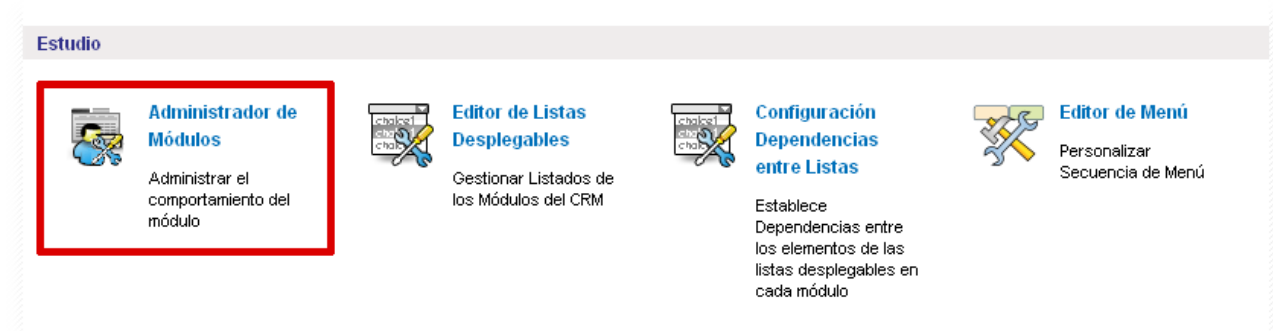 Estudio
Administrador de
Módulos
Administrar el
comportamiento del
módulo
Editor de Listas
Desplegables
Gestionar Listados de
los Módulos del CRM
Configuración
Dependencias
entre Listas
Establece
Dependencias entre
los elementos de las
listas desplegables en
cada módulo
Editor de Menú
Personalizar
Secuencia de Menú